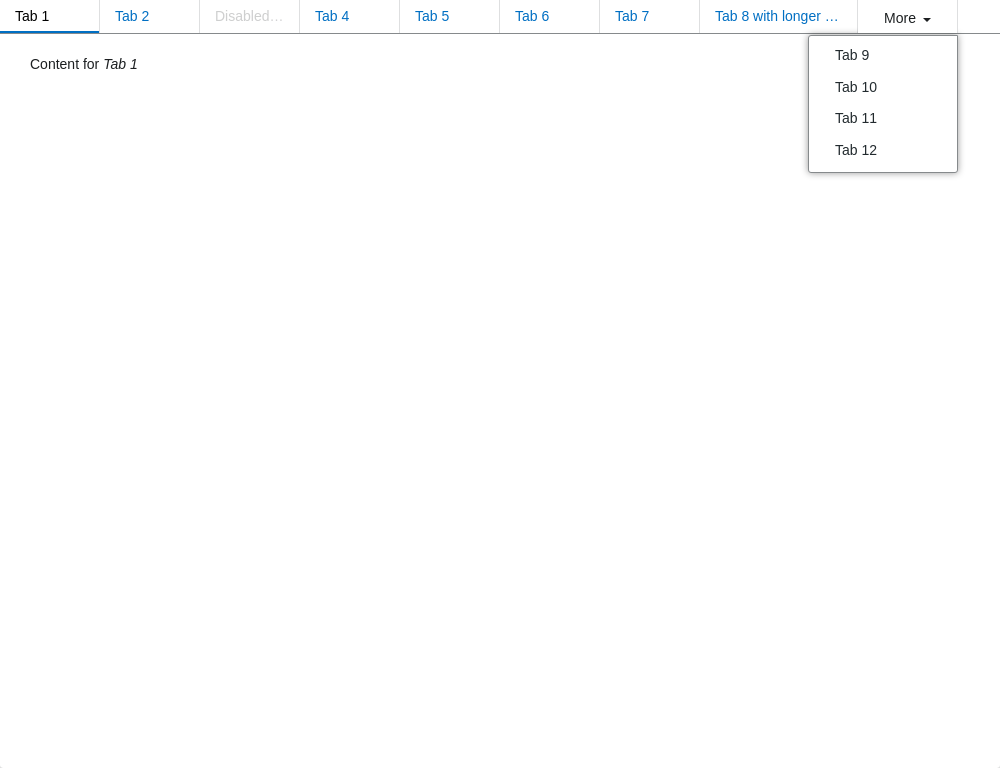 Tab 1 Tab 2 Disabled… Tab 4 Tab 5 Tab 6 Tab 7 Tab 8 with longer … More
Content for Tab 1
Tab 9
Tab 10
Tab 11
Tab 12